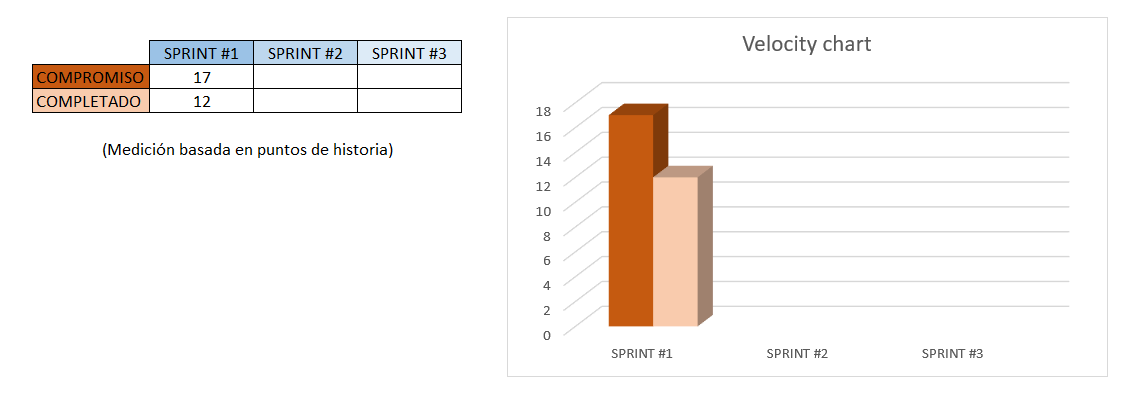 SPRINT #1 SPRINT #2 SPRINT #3
COMPROMISO 17
COMPLETADO 12
(Medición basada en puntos de historia)
Velocity chart
18
16
14
12
10
8
6
4
2
0
SPRINT #1 SPRINT #2 SPRINT #3